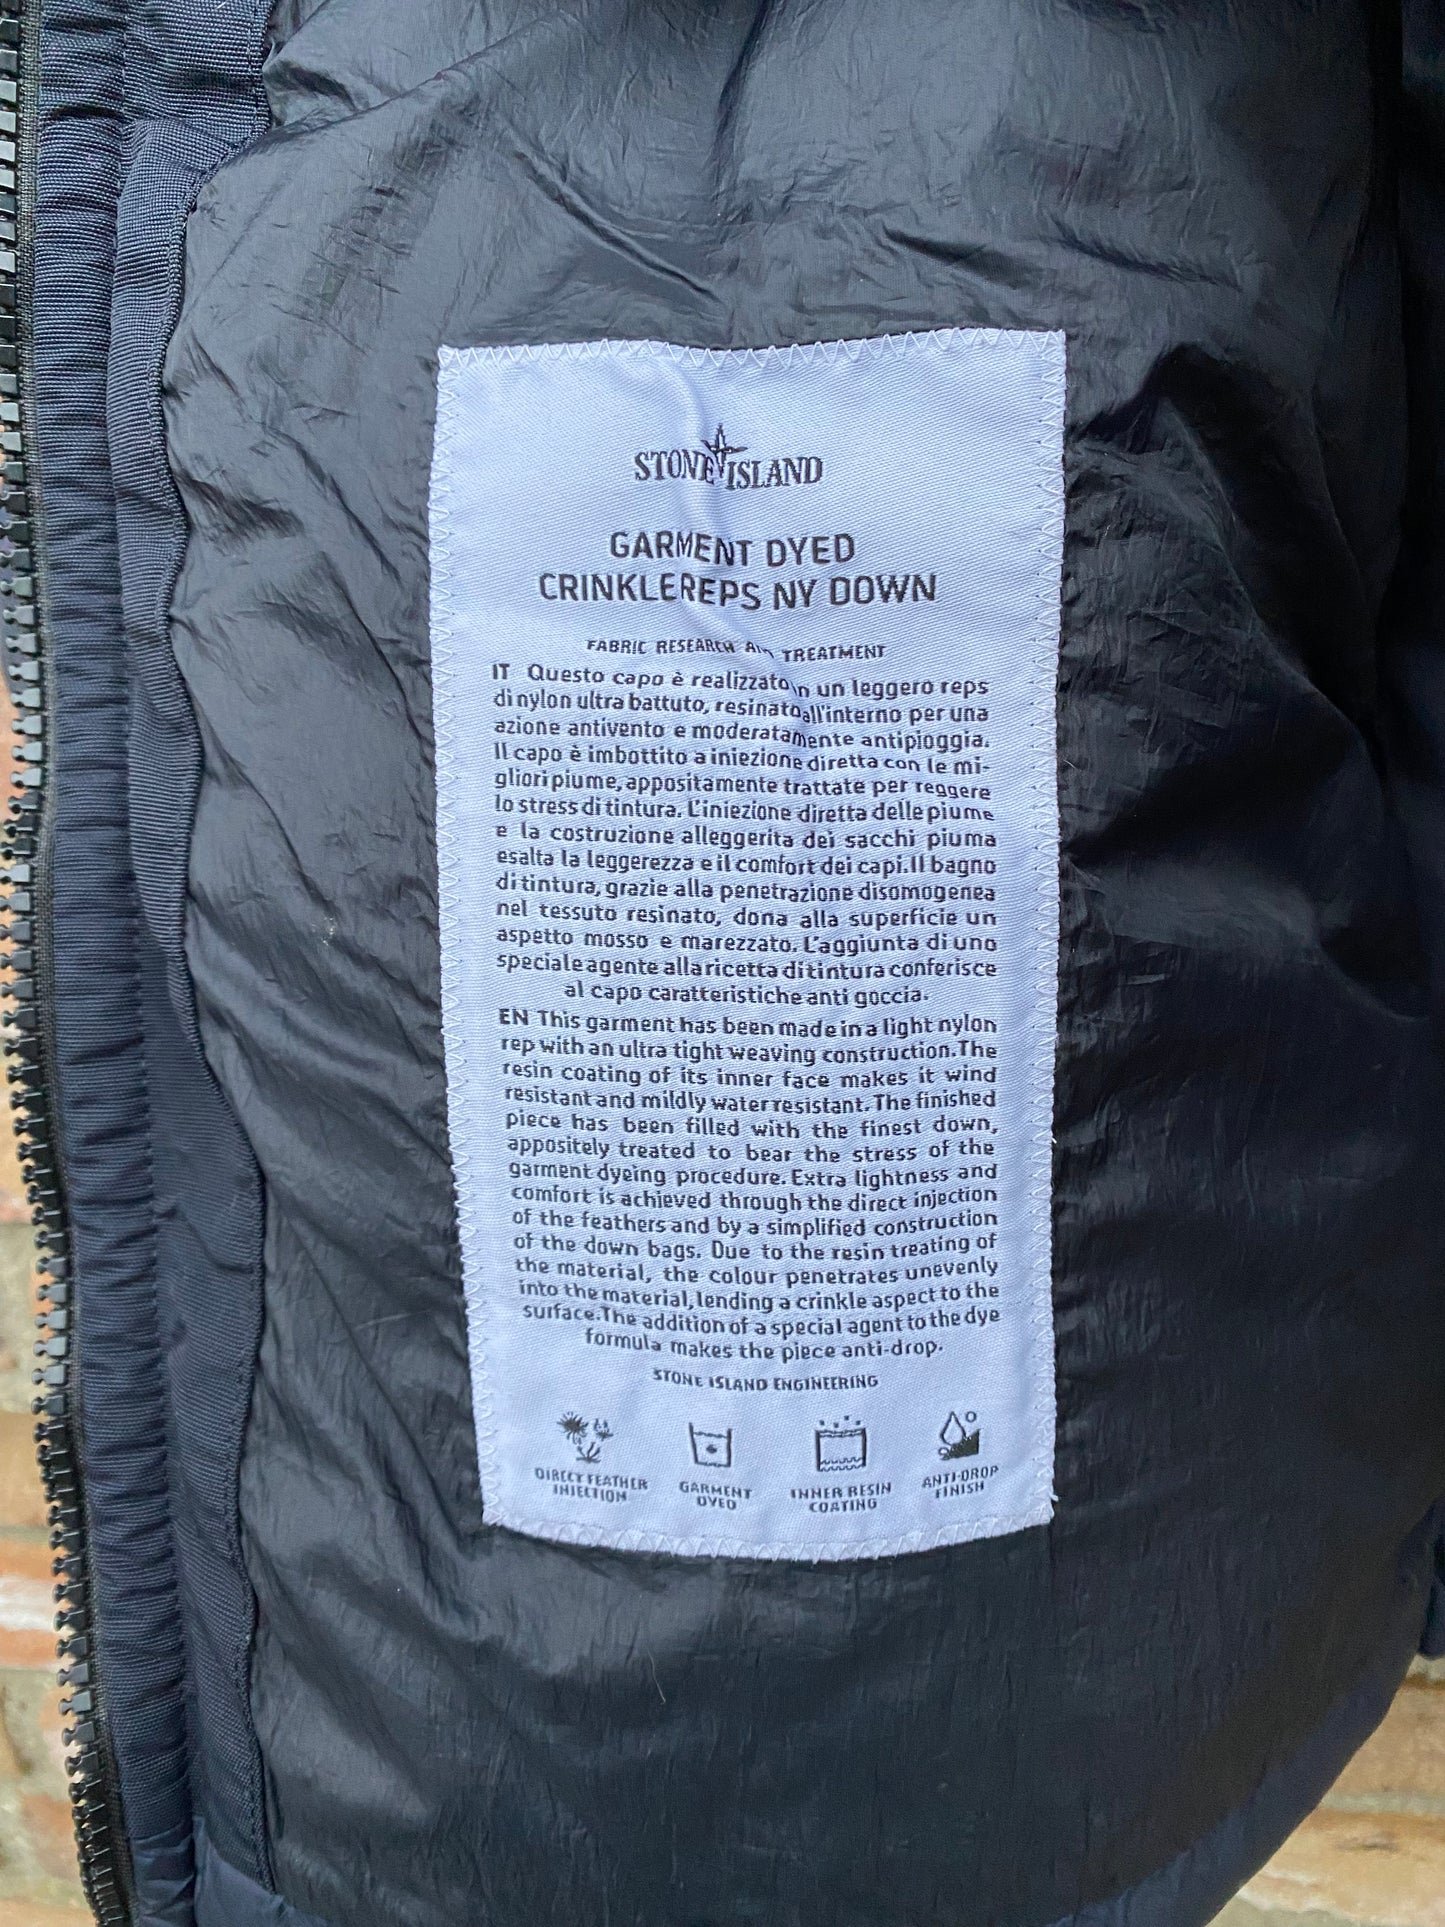 STONE ISLAND
GARMENT DYED
CRINKLE REPS NY DOWN
FABRIC RESEARCH AND TREATMENT
IT Questo capo è realizzato in un leggero reps
di nylon ultra battuto, resinato all'interno per una
azione antivento e moderatamente antipioggia.
Il capo è imbottito a iniezione diretta con le mi-
gliori piume, appositamente trattate per reggere
lo stress di tintura. L'iniezione diretta delle piume
e la costruzione alleggerita dei sacchi piuma
esalta la leggerezza e il comfort dei capi. Il bagno
di tintura, grazie alla penetrazione disomogenea
nel tessuto resinato, dona alla superficie un
aspetto mosso e marezzato. L'aggiunta di uno
speciale agente alla ricetta di tintura conferisce
al capo caratteristiche anti goccia.
EN This garment has been made in a light nylon
rep with an ultra tight weaving construction. The
resin coating of its inner face makes it wind
resistant and mildly water resistant. The finished
piece has been filled with the finest down,
appositely treated to bear the stress of the
garment dyeing procedure. Extra lightness and
comfort is achieved through the direct injection
of the feathers and by a simplified construction
of the down bags. Due to the resin treating of
the material, the colour penetrates unevenly
into the material, lending a crinkle aspect to the
surface. The addition of a special agent to the dye
formula makes the piece anti-drop.
STONE ISLAND ENGINEERING
DIRECT FEATHER
INJECTION
GARMENT
DYED
INNER RESIN
COATING
ANTI-DROP
FINISH